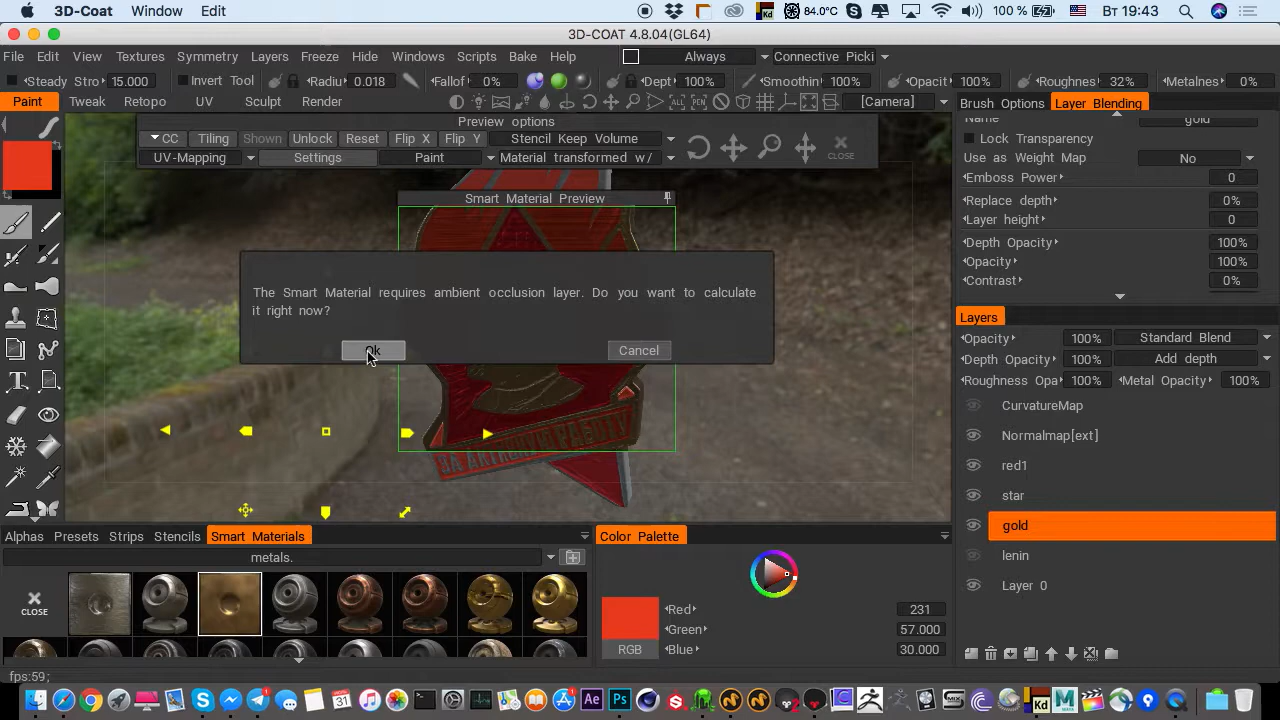 3D-Coat Window Edit 84.0°C 100 % Вт 19:43
3D-COAT 4.8.04(GL64)
File Edit View Textures Symmetry Layers Freeze Hide Windows Scripts Bake Help Always Connective Picki
Steady Stro 15.000 Invert Tool Radiu 0.018 Fallof 0% Dept 100% Smoothin 100% Opacit 100% Roughnes 32% Metalnes 0%
Paint Tweak Retopo UV Sculpt Render [Camera] Brush Options Layer Blending
Preview options
CC Tiling Shown Unlock Reset Flip X Flip Y Stencil Keep Volume CLOSE
UV-Mapping Settings Paint Material transformed w/
Smart Material Preview
The Smart Material requires ambient occlusion layer. Do you want to calculate
it right now?
Ok Cancel
Name gold
Lock Transparency
Use as Weight Map No
Emboss Power 0
Replace depth 0%
Layer height 0
Depth Opacity 100%
Opacity 100%
Contrast 0%
Layers
Opacity 100% Standard Blend
Depth Opacity 100% Add depth
Roughness Opa 100% Metal Opacity 100%
CurvatureMap
Normalmap[ext]
red1
star
gold
lenin
Layer 0
Alphas Presets Strips Stencils Smart Materials
metals.
CLOSE
Color Palette
Red 231
Green 57.000
RGB Blue 30.000
fps:59;